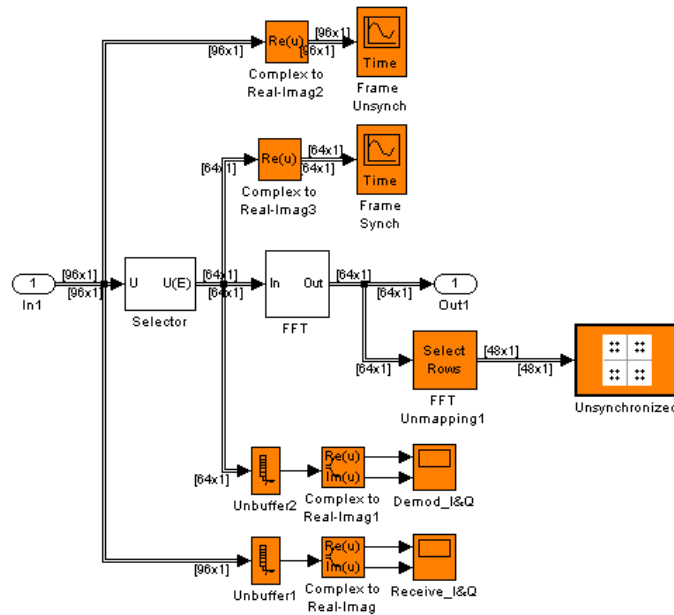 [96x1]
[96x1]
Re(u)
[96x1]
Time
Complex to
Real-Imag2
Frame
Unsynch
[64x1]
Re(u)
[64x1]
[64x1]
Time
Complex to
Real-Imag3
Frame
Synch
1
[96x1]
[96x1]
In1
U
U(E)
Selector
[64x1]
[64x1]
In
Out
FFT
[64x1]
[64x1]
1
Out1
[64x1]
Select
Rows
FFT
Unmapping1
[48x1]
[48x1]
Unsynchronized
[64x1]
Unbuffer2
Re(u)
Im(u)
Complex to
Real-Imag1
Demod_I&Q
[96x1]
Unbuffer1
Re(u)
Im(u)
Complex to
Real-Imag
Receive_I&Q